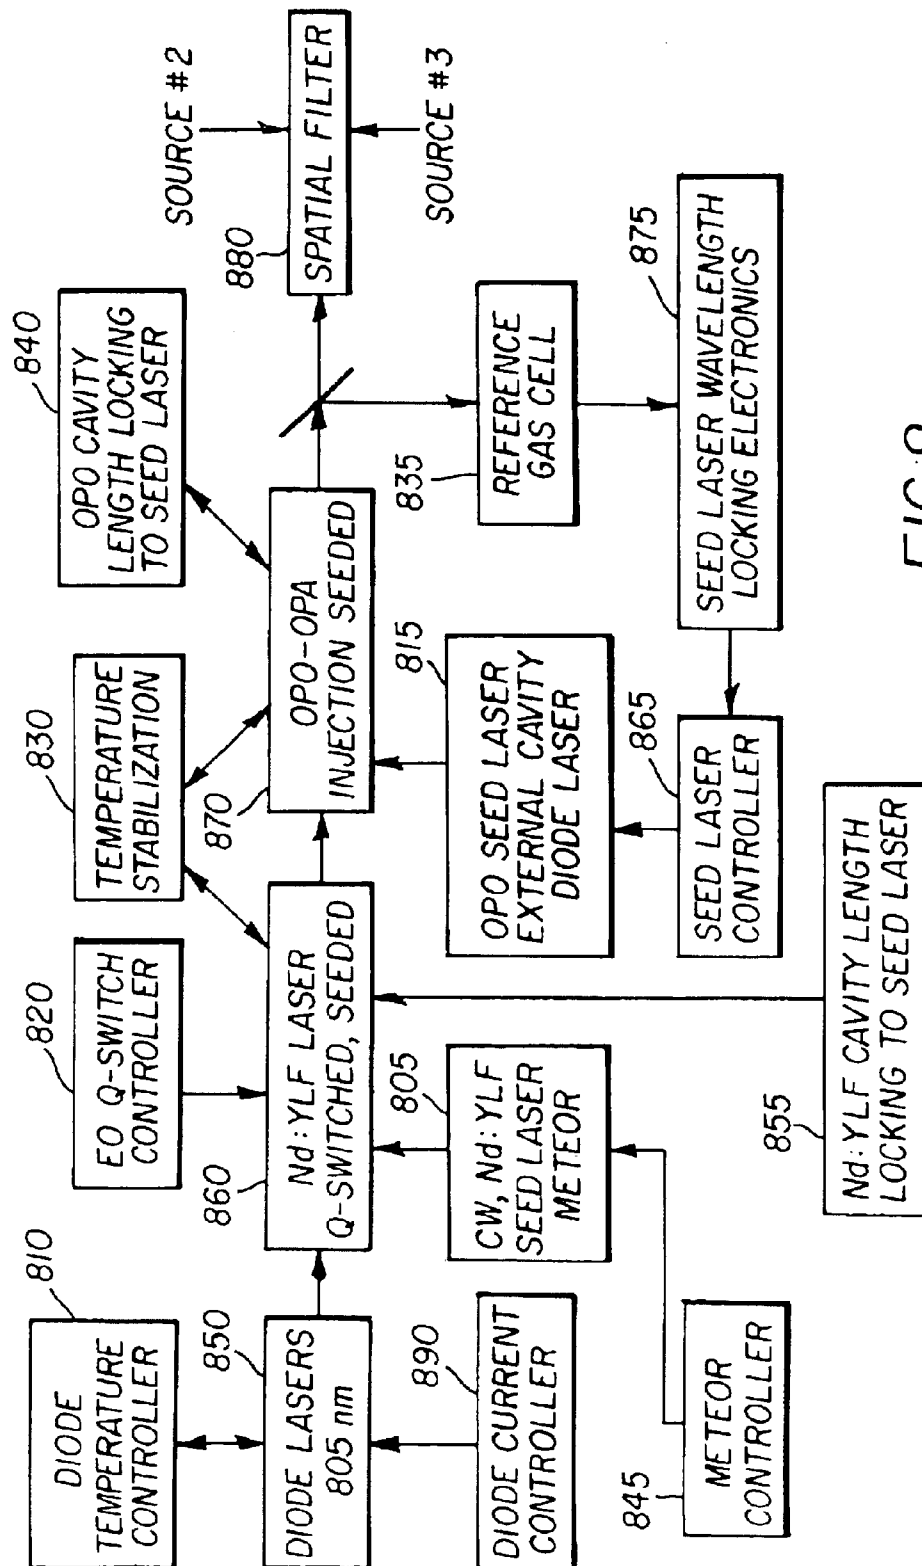 810
DIODE
TEMPERATURE
CONTROLLER
820
EO Q-SWITCH
CONTROLLER
830
TEMPERATURE
STABILIZATION
840
OPO CAVITY
LENGTH LOCKING
TO SEED LASER
850
DIODE LASERS
805 nm
860
Nd:YLF LASER
Q-SWITCHED, SEEDED
870
OPO-OPA
INJECTION SEEDED
880
SPATIAL FILTER
SOURCE #2
SOURCE #3
890
DIODE CURRENT
CONTROLLER
805
CW, Nd:YLF
SEED LASER
METEOR
815
OPO SEED LASER
EXTERNAL CAVITY
DIODE LASER
835
REFERENCE
GAS CELL
845
METEOR
CONTROLLER
865
SEED LASER
CONTROLLER
875
SEED LASER WAVELENGTH
LOCKING ELECTRONICS
855
Nd:YLF CAVITY LENGTH
LOCKING TO SEED LASER